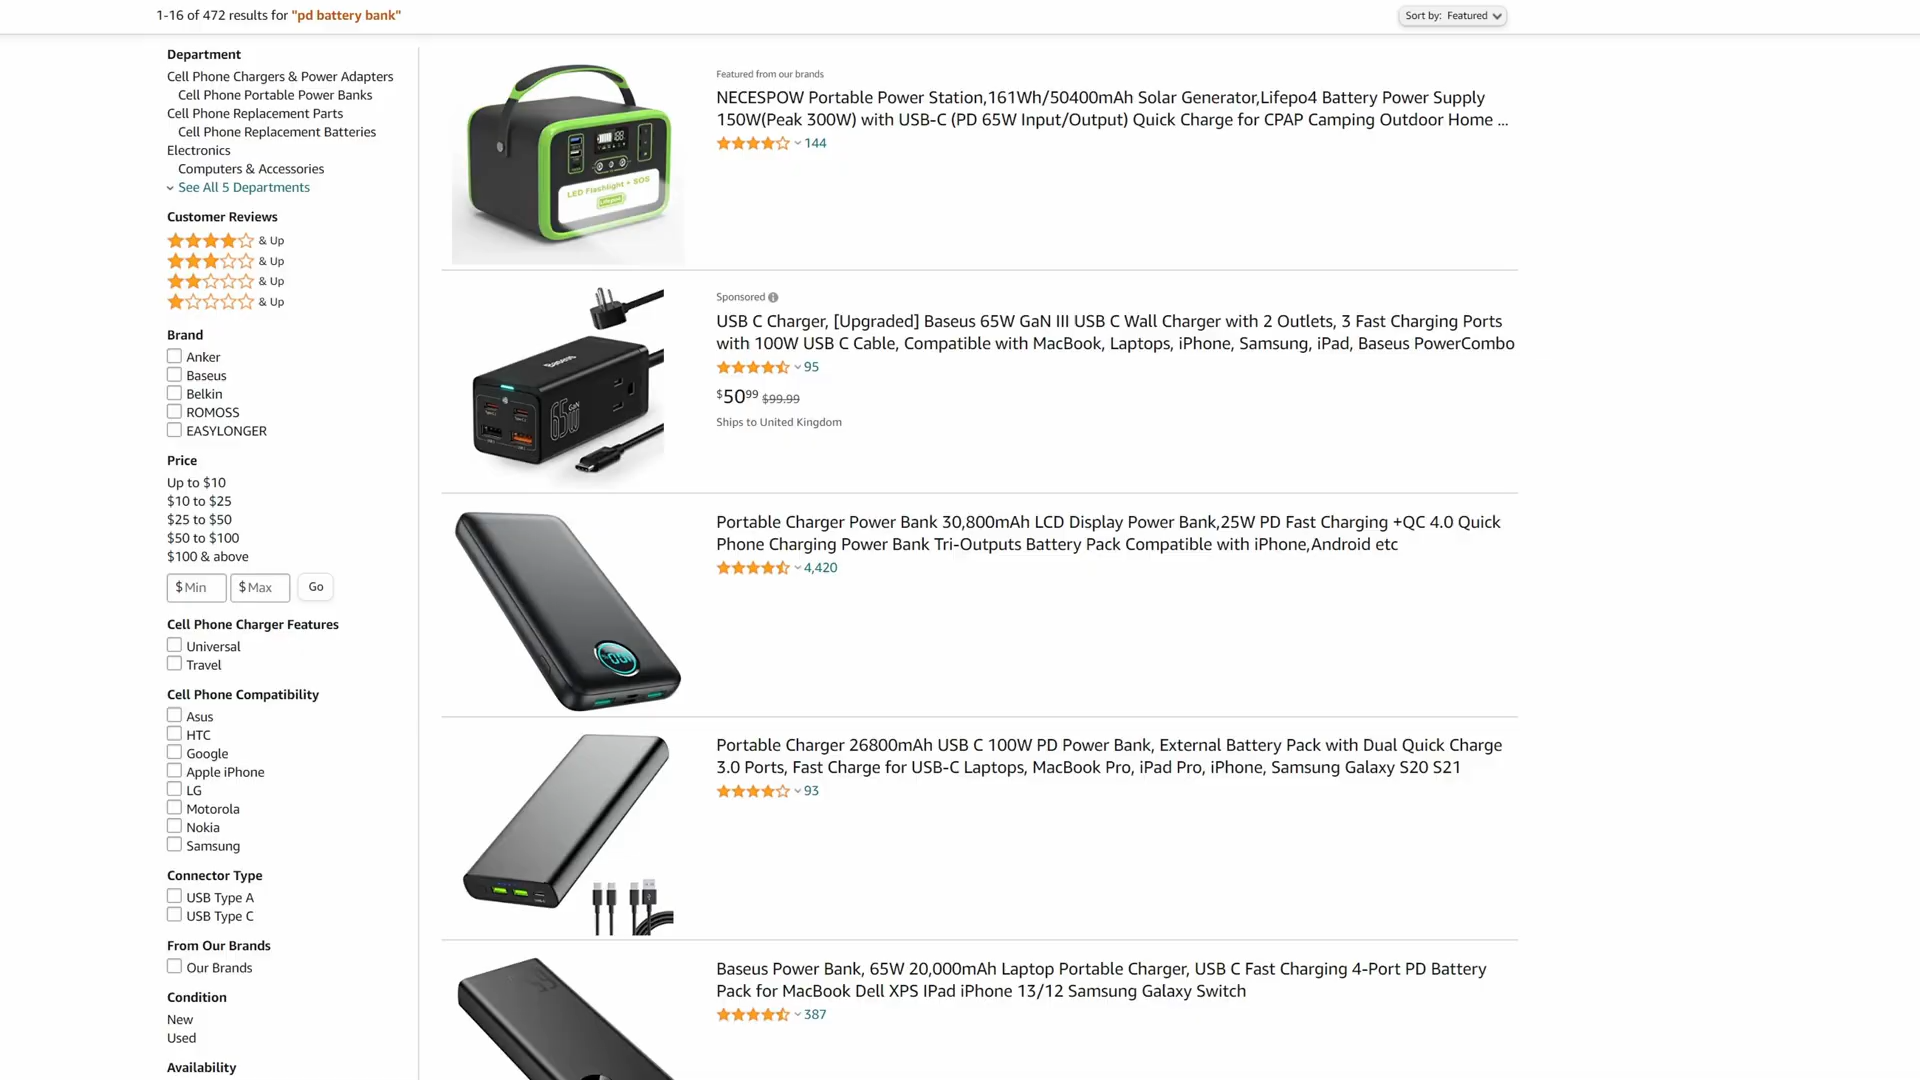 1-16 of 472 results for "pd battery bank"
Sort by: Featured
Department
Cell Phone Chargers & Power Adapters
Cell Phone Portable Power Banks
Cell Phone Replacement Parts
Cell Phone Replacement Batteries
Electronics
Computers & Accessories
See All 5 Departments
Customer Reviews
& Up
& Up
& Up
& Up
Brand
Anker
Baseus
Belkin
ROMOSS
EASYLONGER
Price
Up to $10
$10 to $25
$25 to $50
$50 to $100
$100 & above
$ Min $ Max Go
Cell Phone Charger Features
Universal
Travel
Cell Phone Compatibility
Asus
HTC
Google
Apple iPhone
LG
Motorola
Nokia
Samsung
Connector Type
USB Type A
USB Type C
From Our Brands
Our Brands
Condition
New
Used
Availability
LED Flashlight + SOS
Featured from our brands
NECESPOW Portable Power Station,161Wh/50400mAh Solar Generator,Lifepo4 Battery Power Supply
150W(Peak 300W) with USB-C (PD 65W Input/Output) Quick Charge for CPAP Camping Outdoor Home ...
144
Baseus
65W GaN
Sponsored
USB C Charger, [Upgraded] Baseus 65W GaN III USB C Wall Charger with 2 Outlets, 3 Fast Charging Ports
with 100W USB C Cable, Compatible with MacBook, Laptops, iPhone, Samsung, iPad, Baseus PowerCombo
95
$50.99 $99.99
Ships to United Kingdom
Portable Charger Power Bank 30,800mAh LCD Display Power Bank,25W PD Fast Charging +QC 4.0 Quick
Phone Charging Power Bank Tri-Outputs Battery Pack Compatible with iPhone,Android etc
4,420
Portable Charger 26800mAh USB C 100W PD Power Bank, External Battery Pack with Dual Quick Charge
3.0 Ports, Fast Charge for USB-C Laptops, MacBook Pro, iPad Pro, iPhone, Samsung Galaxy S20 S21
93
Baseus Power Bank, 65W 20,000mAh Laptop Portable Charger, USB C Fast Charging 4-Port PD Battery
Pack for MacBook Dell XPS IPad iPhone 13/12 Samsung Galaxy Switch
387